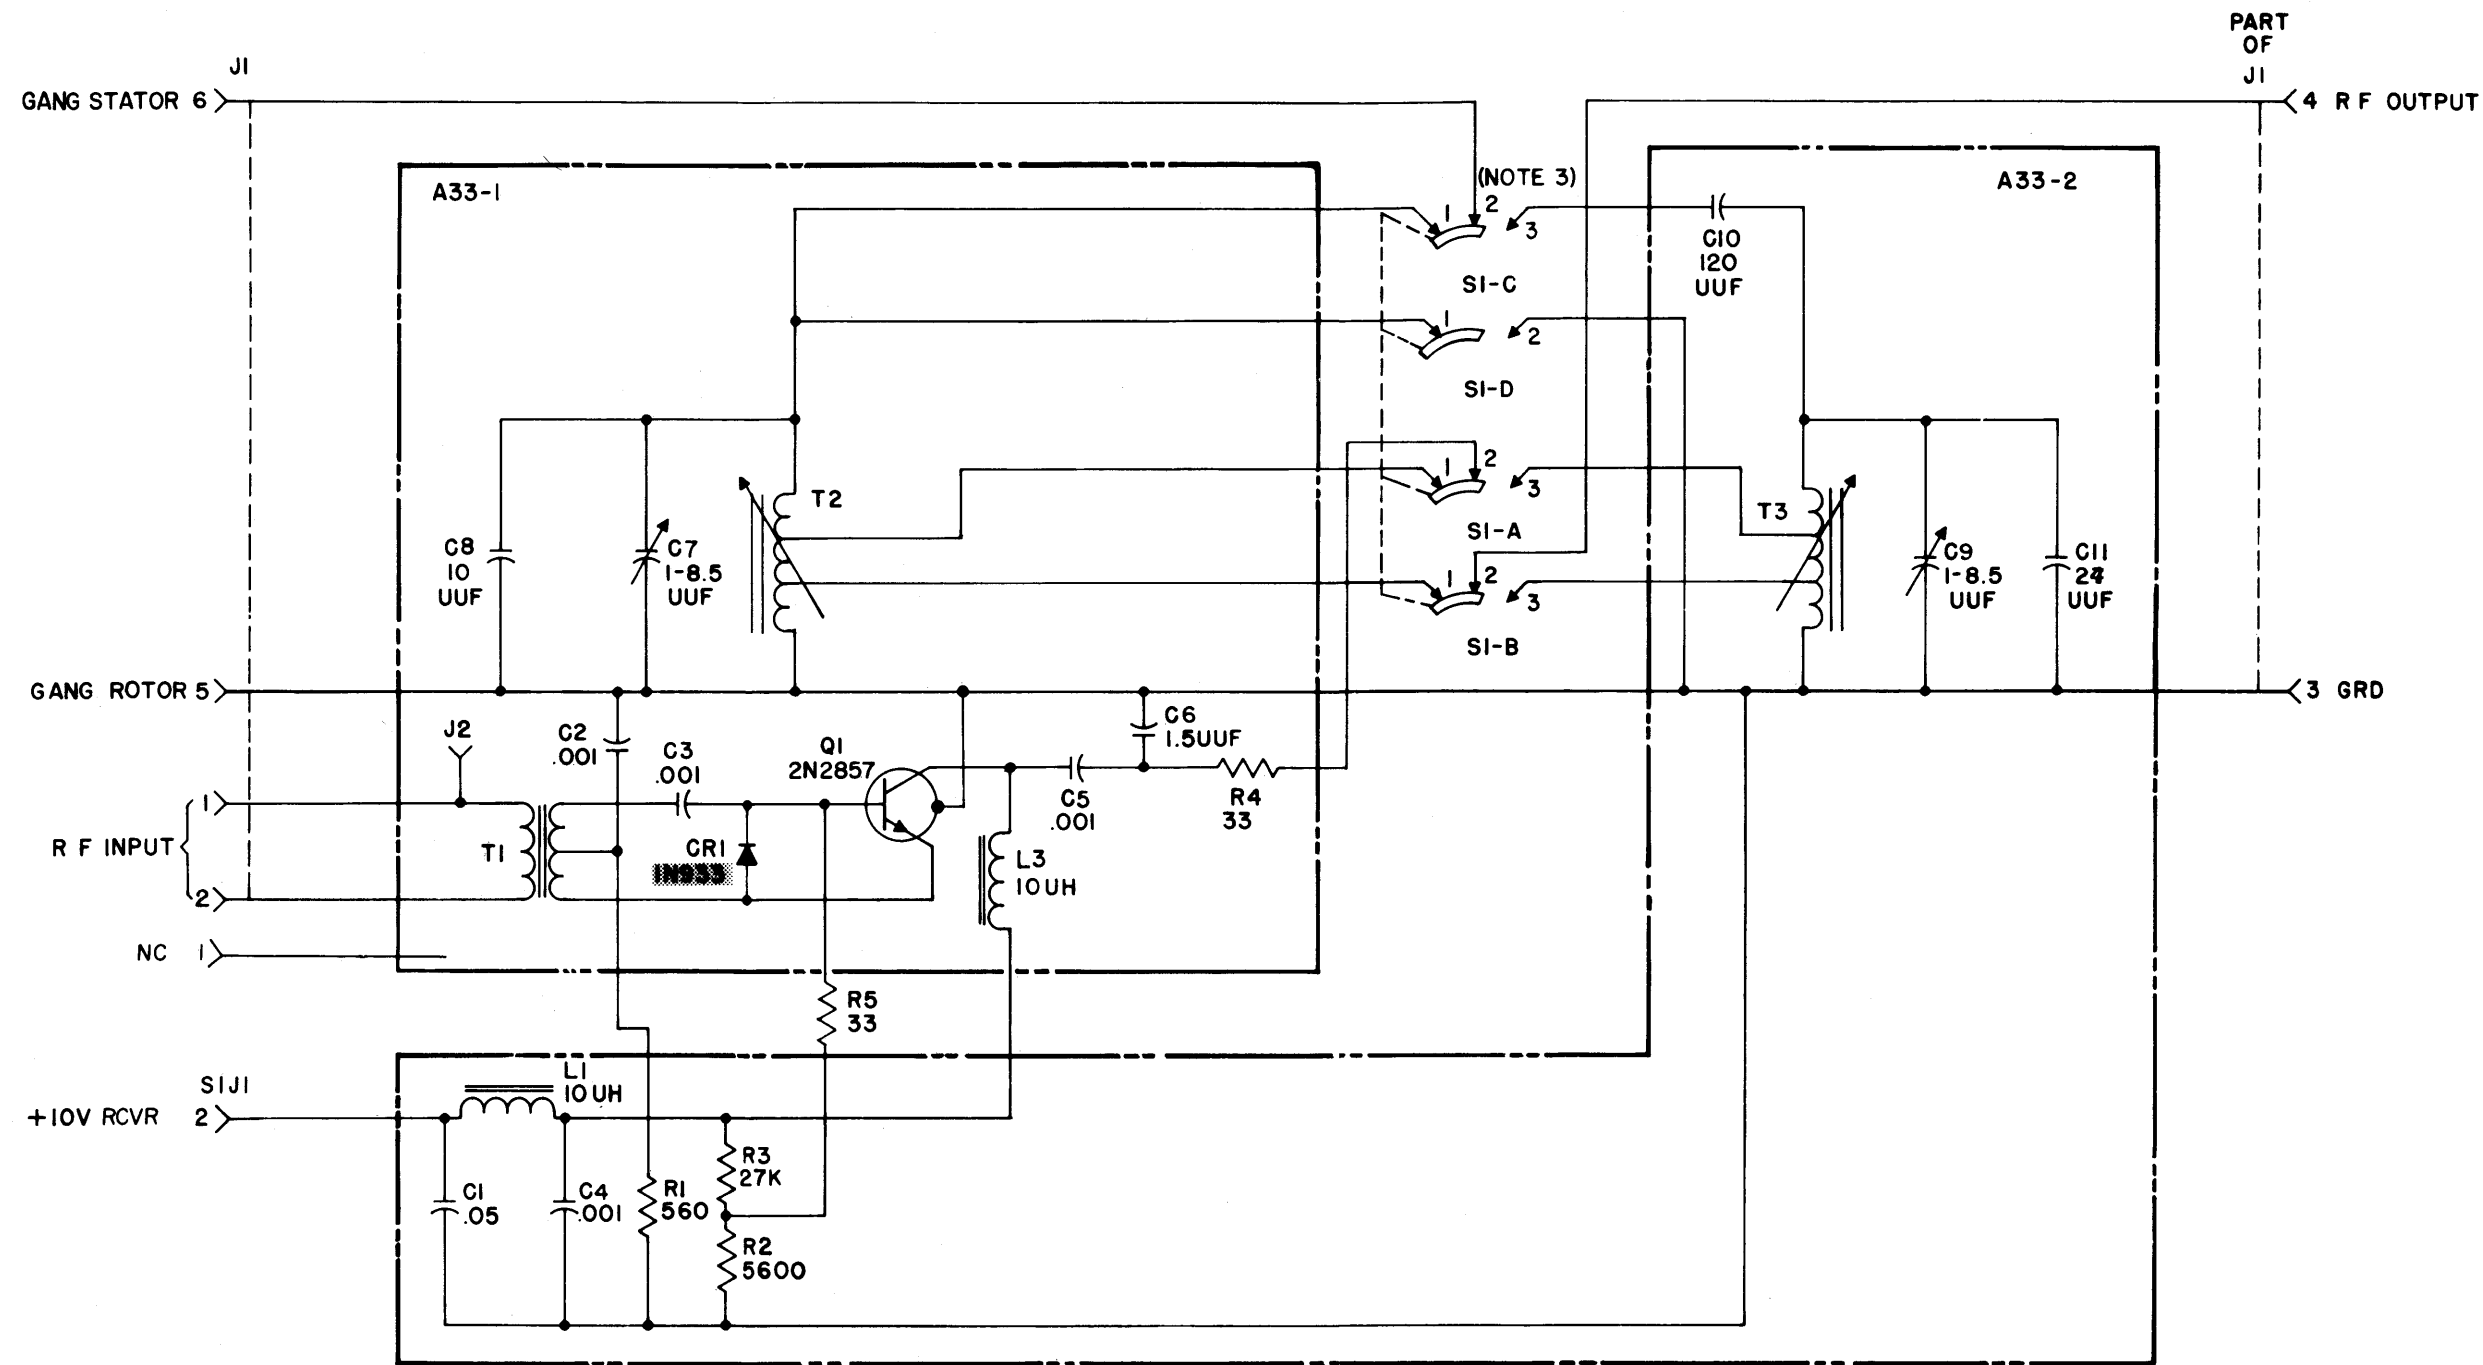 PART
OF
J1
J1
GANG STATOR 6
4 RF OUTPUT
A33-1
(NOTE 3)
A33-2
1
2
3
C10
120
UUF
S1-C
1
2
S1-D
T2
1
2
3
S1-A
T3
C8
10
UUF
C7
1-8.5
UUF
C9
1-8.5
UUF
C11
24
UUF
1
2
3
S1-B
GANG ROTOR 5
3 GRD
J2
C2
.001
C3
.001
Q1
2N2857
C6
1.5UUF
1
RF INPUT
2
T1
CR1
1N933
C5
.001
R4
33
L3
10UH
NC 1
R5
33
S1J1
+10V RCVR 2
L1
10UH
C1
.05
C4
.001
R1
560
R3
27K
R2
5600